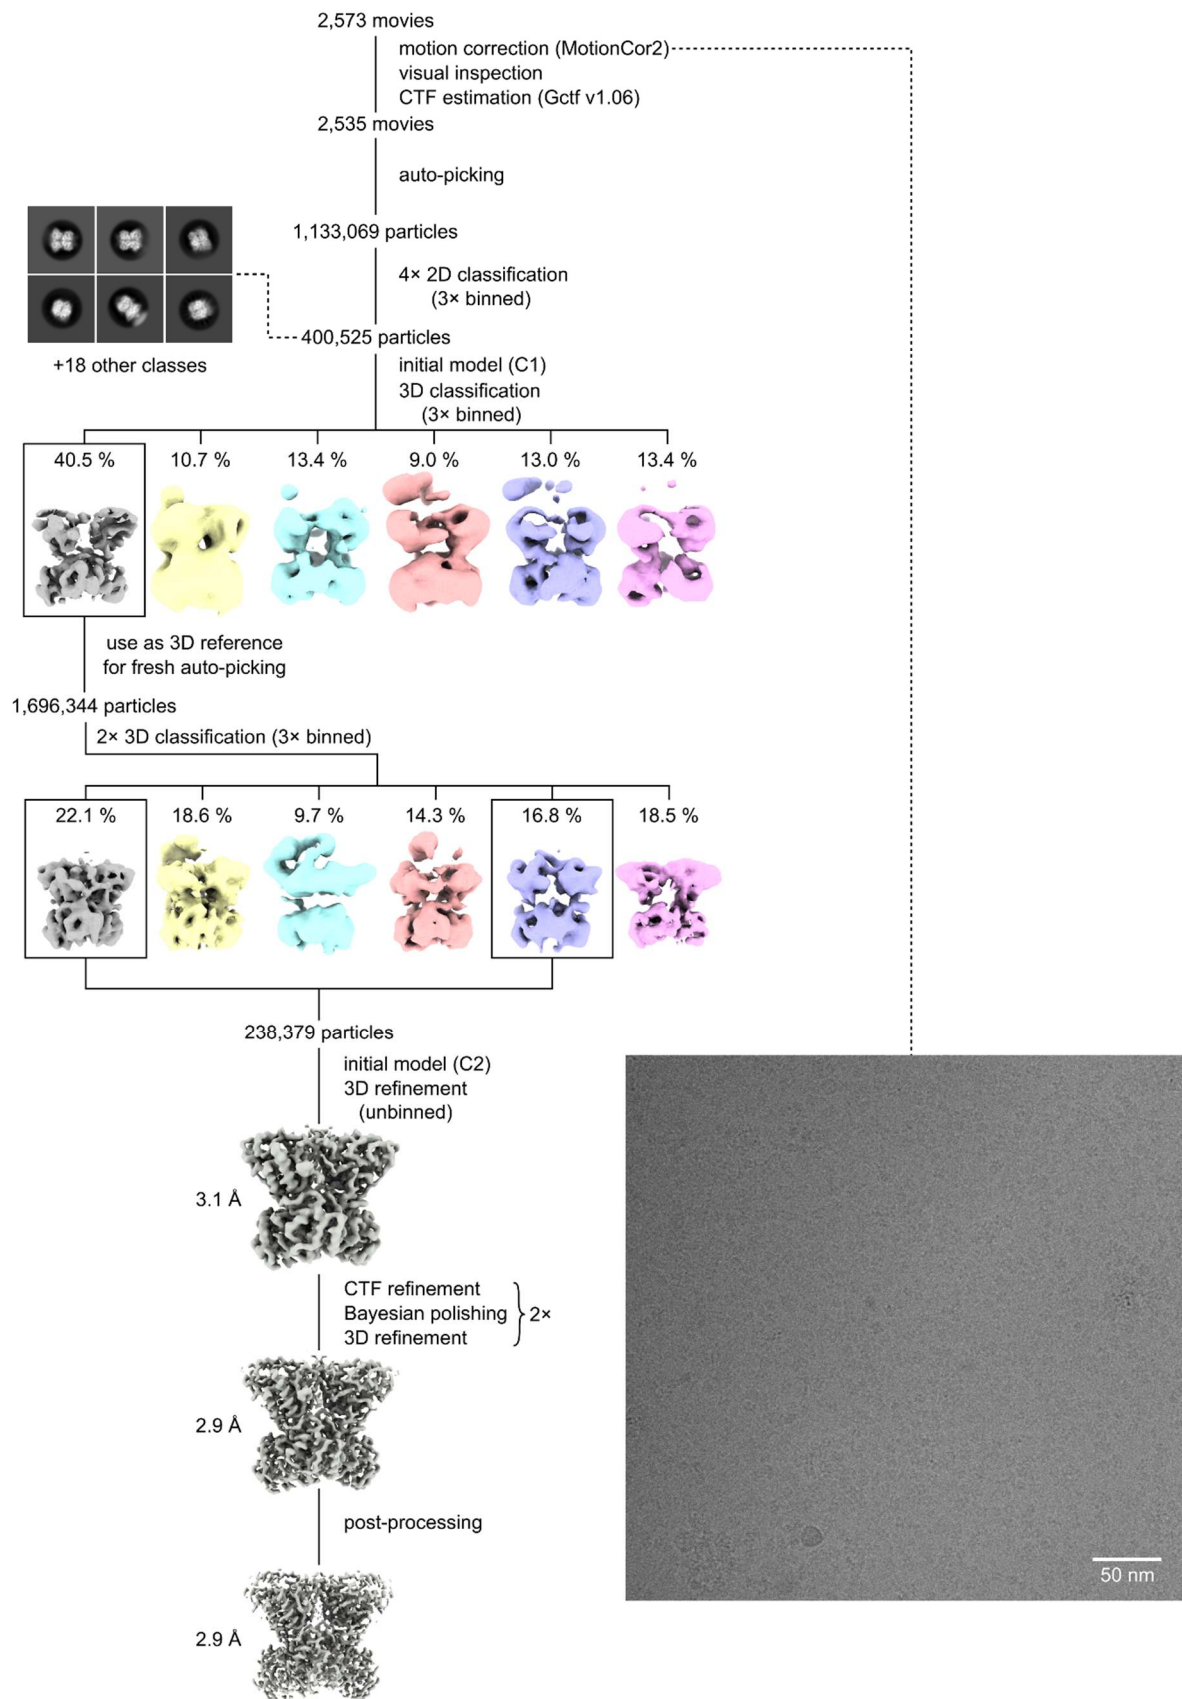 2,573 movies
motion correction (MotionCor2)
visual inspection
CTF estimation (Gctf v1.06)
2,535 movies
auto-picking
1,133,069 particles
4× 2D classification
(3× binned)
400,525 particles
+18 other classes
initial model (C1)
3D classification
(3× binned)
40.5 % 10.7 % 13.4 % 9.0 % 13.0 % 13.4 %
use as 3D reference
for fresh auto-picking
1,696,344 particles
2× 3D classification (3× binned)
22.1 % 18.6 % 9.7 % 14.3 % 16.8 % 18.5 %
238,379 particles
initial model (C2)
3D refinement
(unbinned)
3.1 Å
CTF refinement
Bayesian polishing
3D refinement
2×
2.9 Å
post-processing
2.9 Å
50 nm